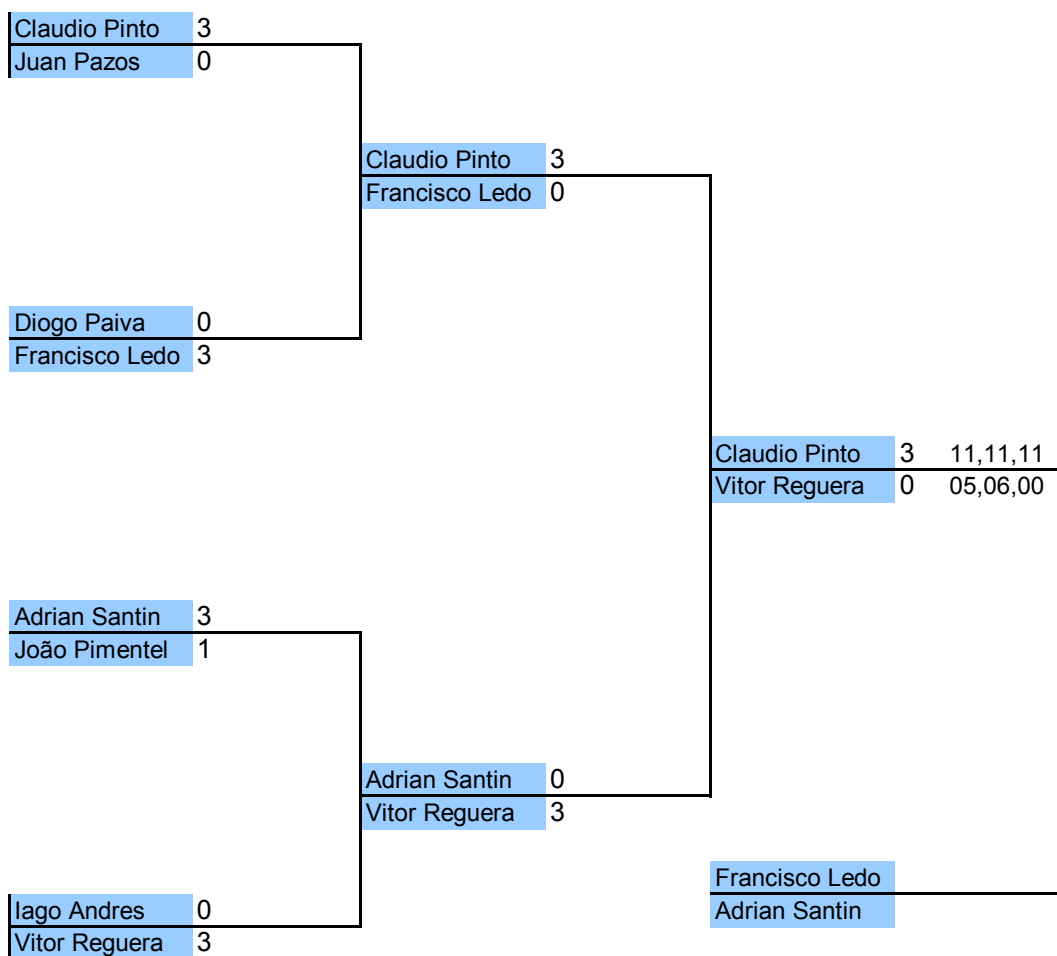 Claudio Pinto 3
Juan Pazos 0
Claudio Pinto 3
Francisco Ledo 0
Diogo Paiva 0
Francisco Ledo 3
Claudio Pinto 3 11,11,11
Vitor Reguera 0 05,06,00
Adrian Santin 3
João Pimentel 1
Adrian Santin 0
Vitor Reguera 3
Francisco Ledo
Adrian Santin
Iago Andres 0
Vitor Reguera 3